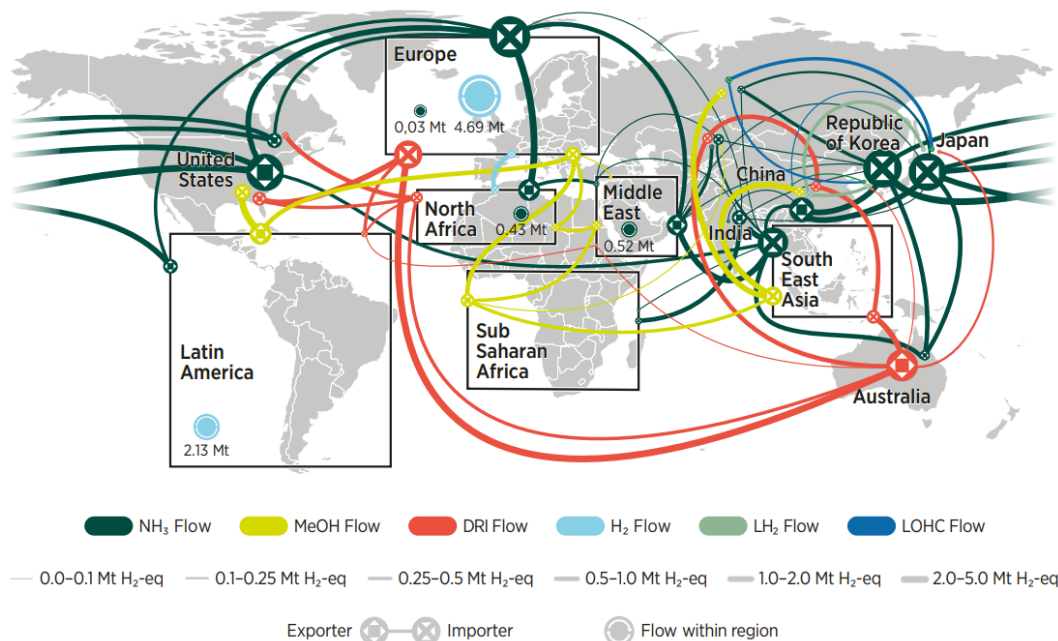 Europe
0,03 Mt
4.69 Mt
Republic
of Korea
Japan
United
States
China
North
Africa
0.43 Mt
Middle
East
0.52 Mt
India
South
East
Asia
Sub
Saharan
Africa
Latin
America
2.13 Mt
Australia
NH₃ Flow
MeOH Flow
DRI Flow
H₂ Flow
LH₂ Flow
LOHC Flow
0.0–0.1 Mt H₂-eq
0.1–0.25 Mt H₂-eq
0.25–0.5 Mt H₂-eq
0.5–1.0 Mt H₂-eq
1.0–2.0 Mt H₂-eq
2.0–5.0 Mt H₂-eq
Exporter
Importer
Flow within region